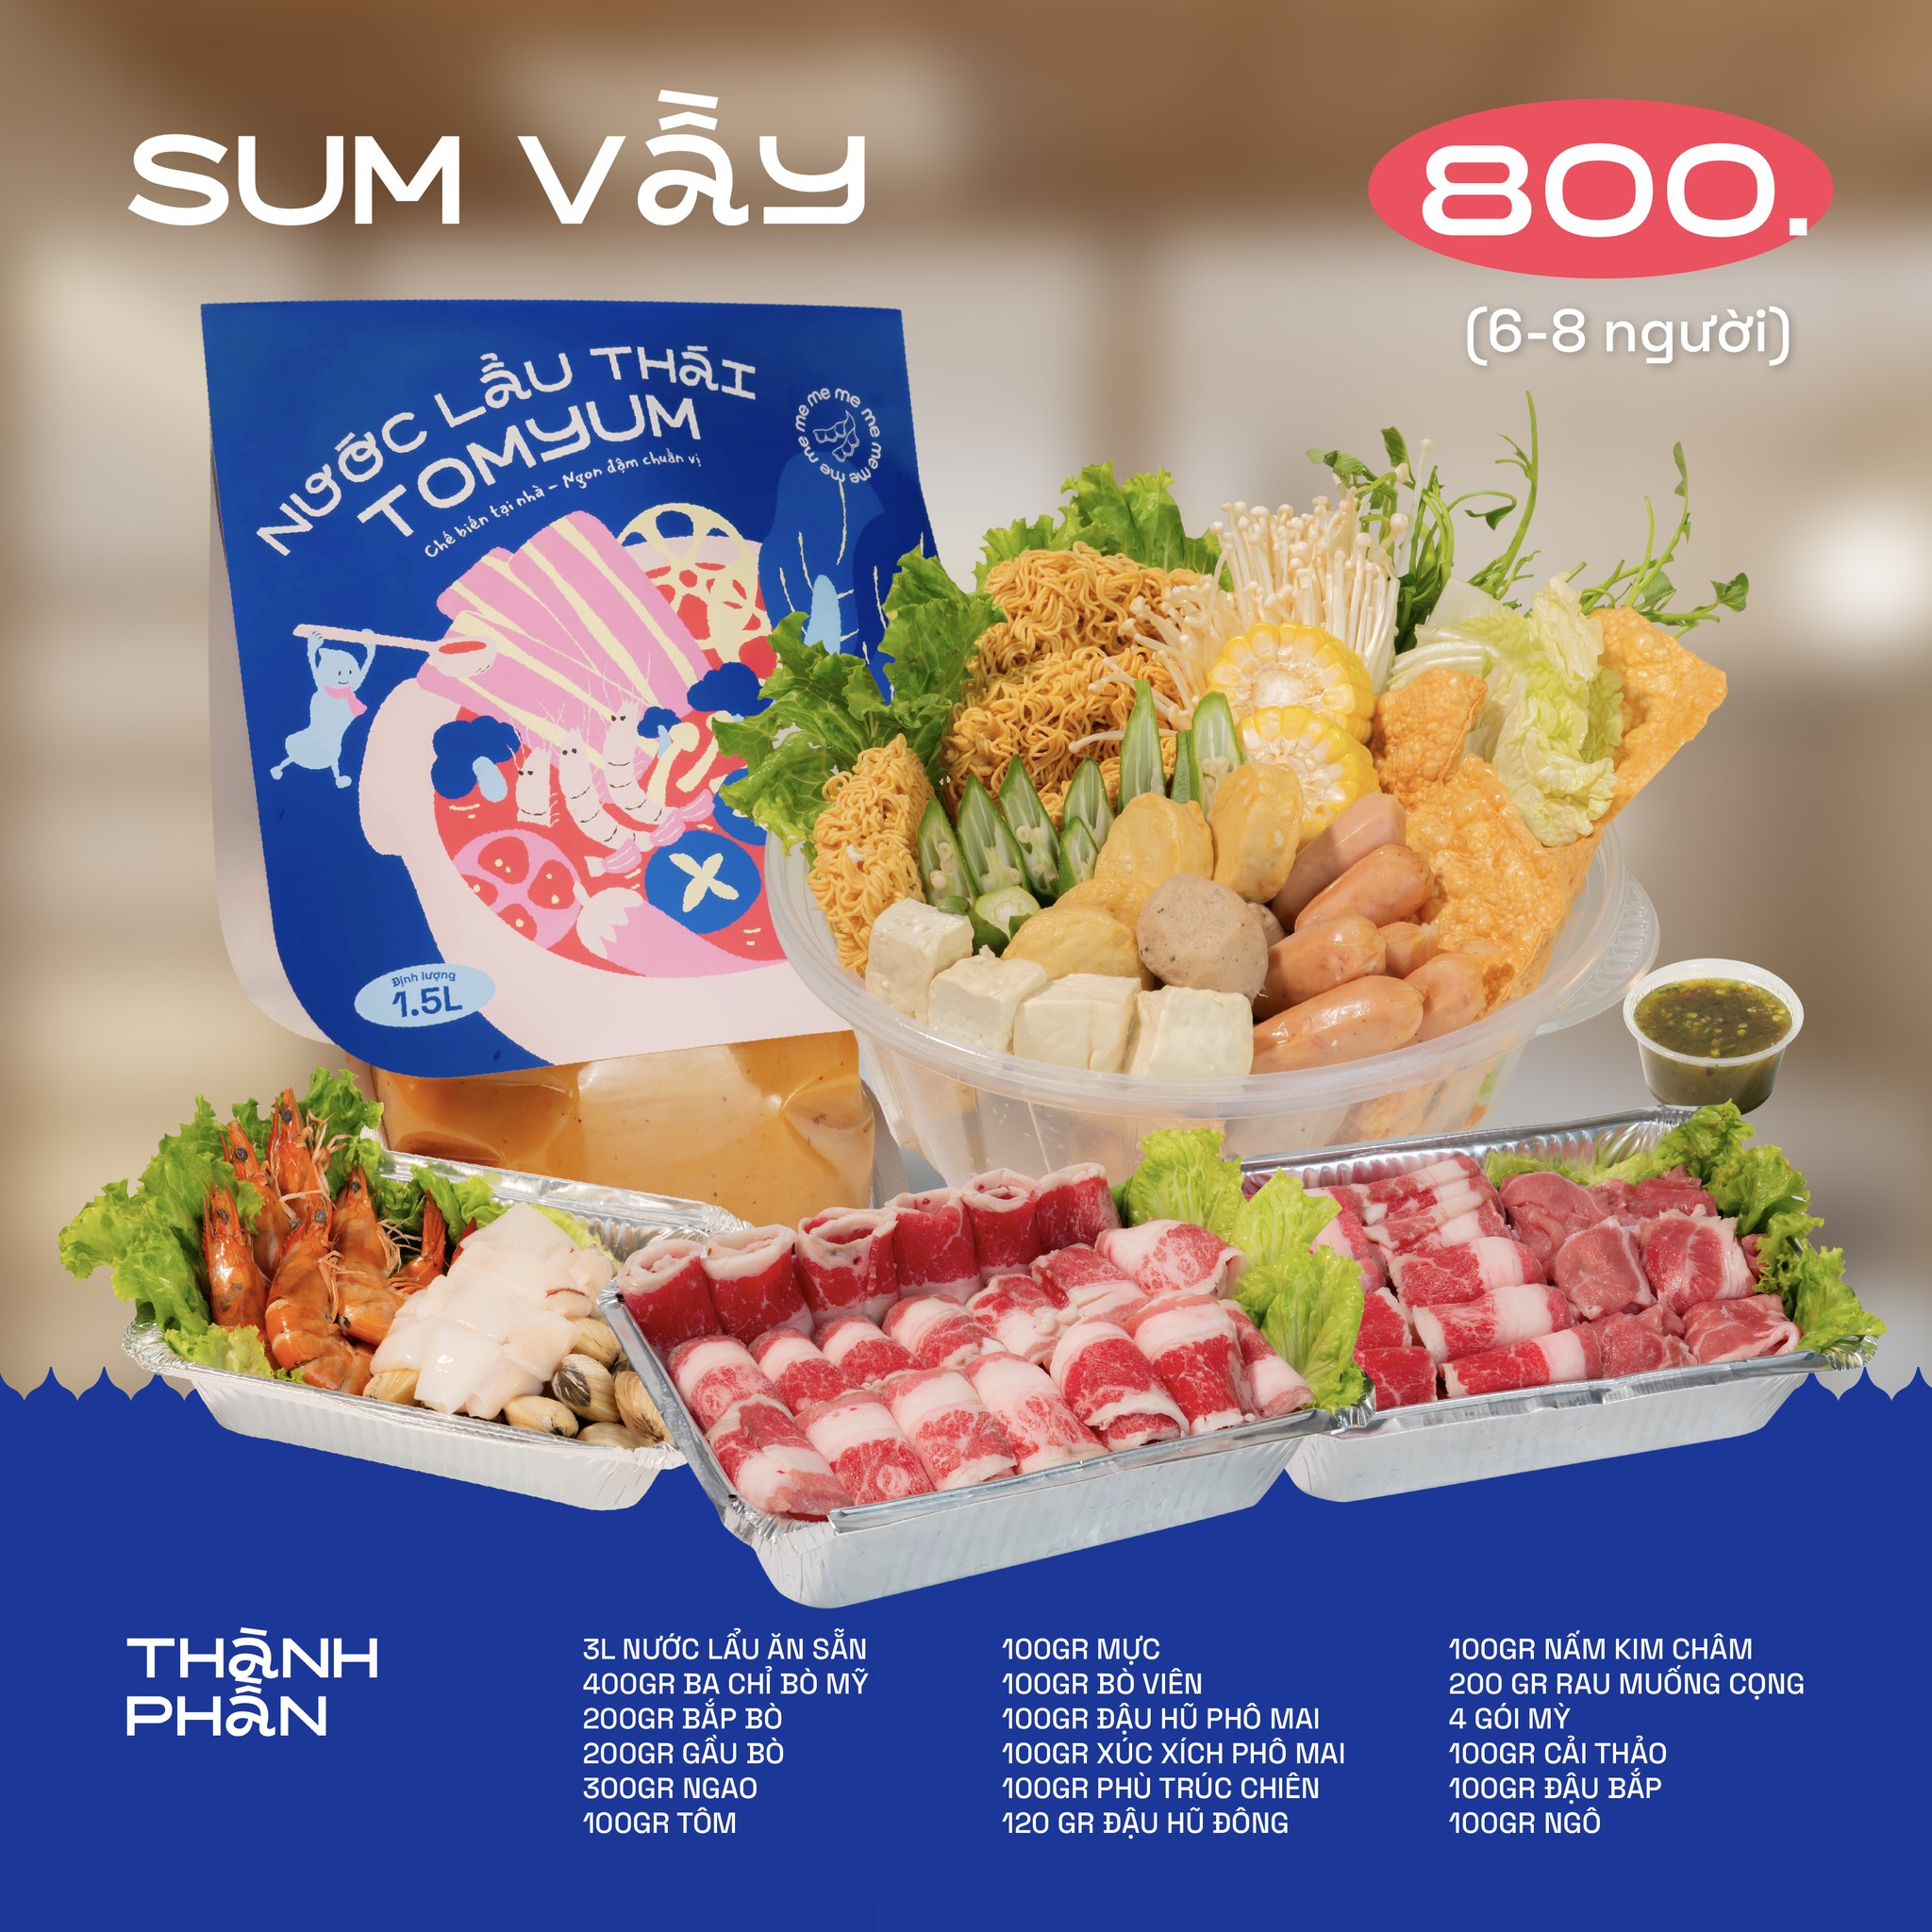 SUM VẦY
800.
(6-8 người)
NƯỚC LẨU THÁI
TOMYUM
Chế biến tại nhà - Ngon đậm chuẩn vị
me me me me me me me me me
Định lượng
1.5L
THÀNH
PHẦN
3L NƯỚC LẨU ĂN SẴN
400GR BA CHỈ BÒ MỸ
200GR BẮP BÒ
200GR GẦU BÒ
300GR NGAO
100GR TÔM
100GR MỰC
100GR BÒ VIÊN
100GR ĐẬU HŨ PHÔ MAI
100GR XÚC XÍCH PHÔ MAI
100GR PHÙ TRÚC CHIÊN
120 GR ĐẬU HŨ ĐÔNG
100GR NẤM KIM CHÂM
200 GR RAU MUỐNG CỌNG
4 GÓI MỲ
100GR CẢI THẢO
100GR ĐẬU BẮP
100GR NGÔ